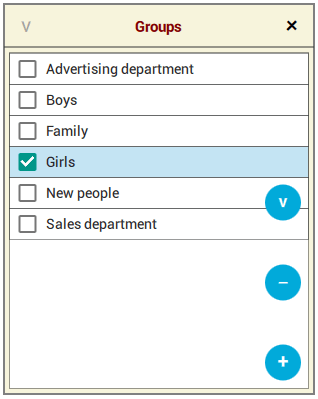 V Groups ×
Advertising department
Boys
Family
Girls
New people
Sales department
v
–
+